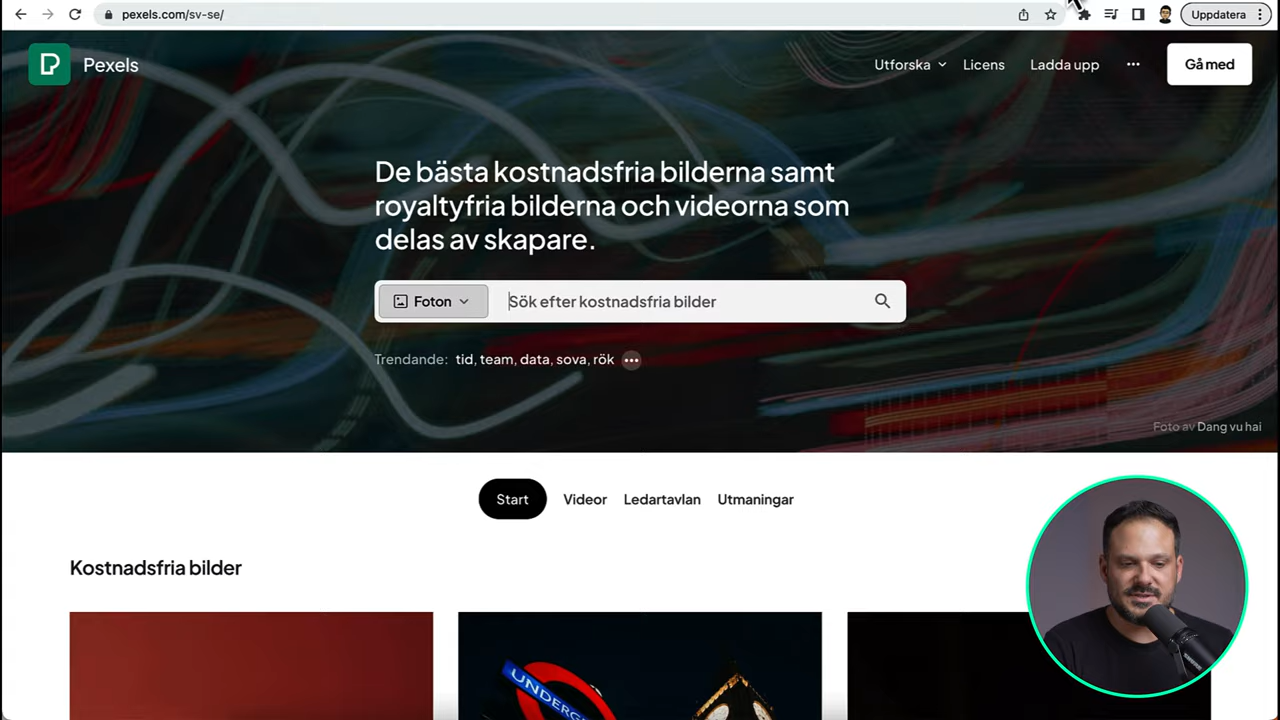 pexels.com/sv-se/
Uppdatera
Pexels
Utforska
Licens
Ladda upp
Gå med
De bästa kostnadsfria bilderna samt
royaltyfria bilderna och videorna som
delas av skapare.
Foton
Sök efter kostnadsfria bilder
Trendande: tid, team, data, sova, rök
Foto av Dang vu hai
Start
Videor
Ledartavlan
Utmaningar
Kostnadsfria bilder